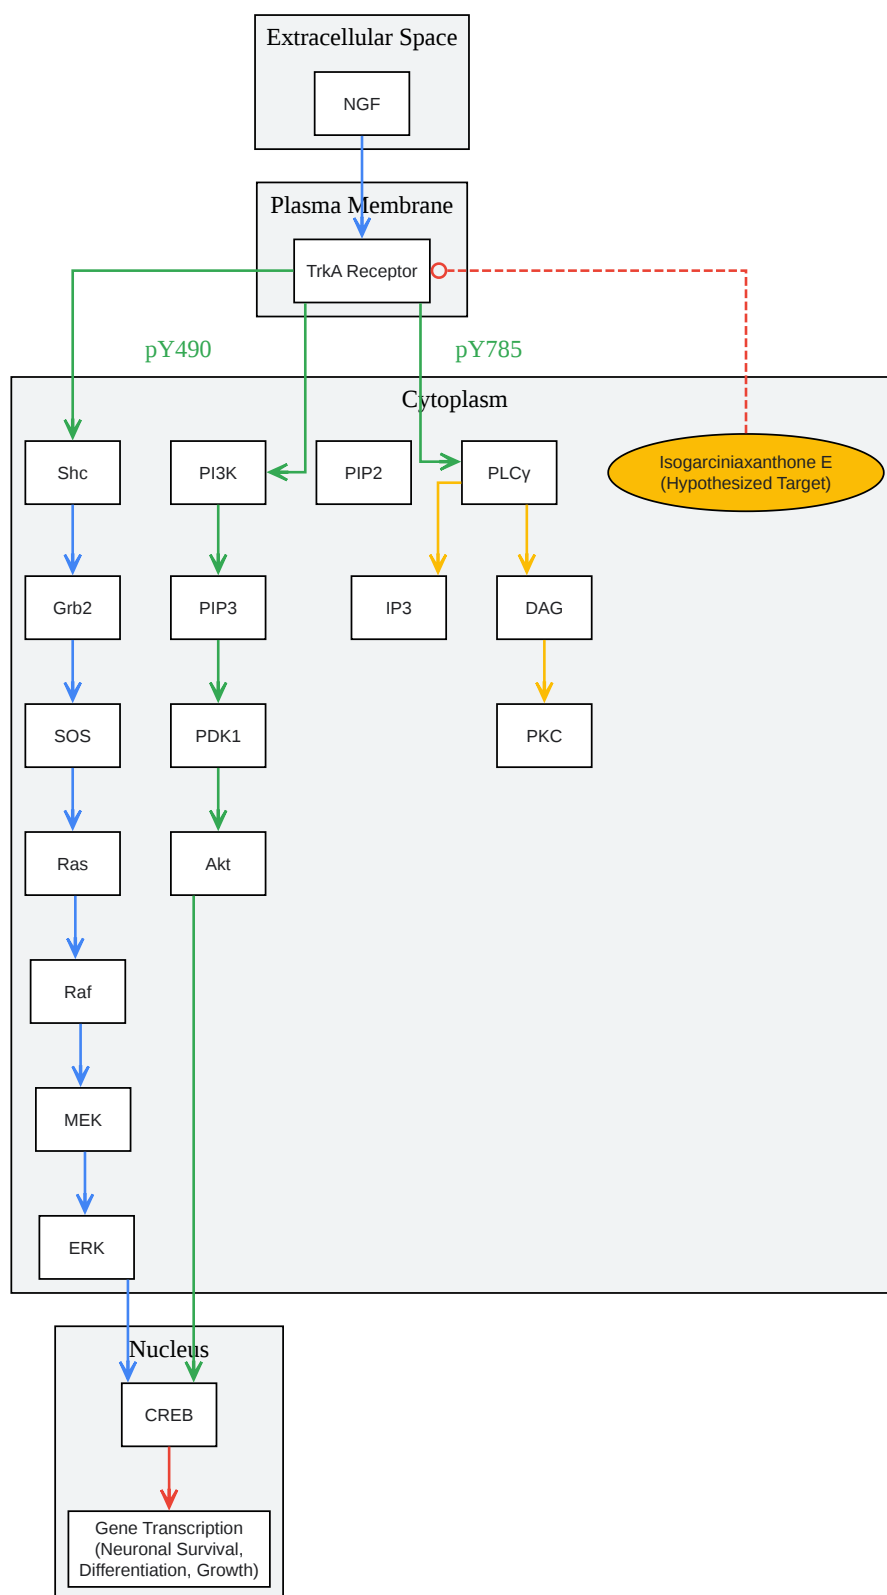 Extracellular Space
NGF
Plasma Membrane
TrkA Receptor
pY490
pY785
Cytoplasm
Shc
PI3K
PIP2
PLCγ
Isogarciniaxanthone E
(Hypothesized Target)
Grb2
PIP3
IP3
DAG
SOS
PDK1
PKC
Ras
Akt
Raf
MEK
ERK
Nucleus
CREB
Gene Transcription
(Neuronal Survival,
Differentiation, Growth)